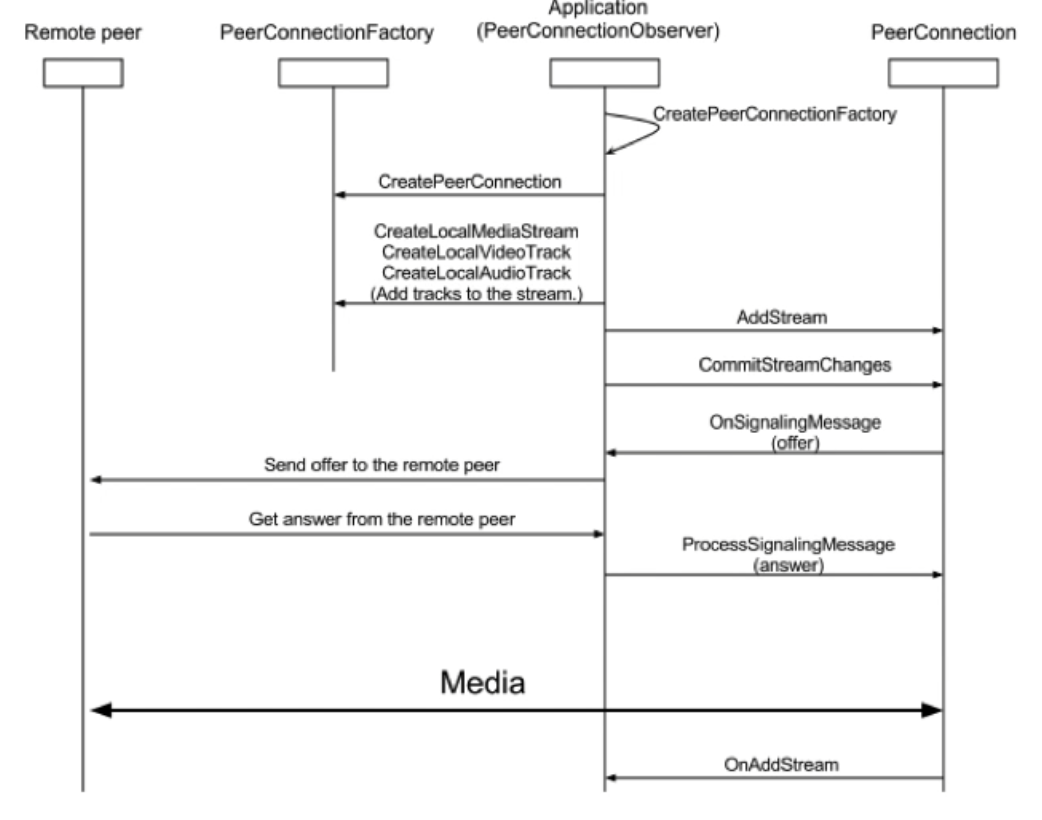 Remote peer
PeerConnectionFactory
Application
(PeerConnectionObserver)
PeerConnection
CreatePeerConnectionFactory
CreatePeerConnection
CreateLocalMediaStream
CreateLocalVideoTrack
CreateLocalAudioTrack
(Add tracks to the stream.)
AddStream
CommitStreamChanges
OnSignalingMessage
(offer)
Send offer to the remote peer
Get answer from the remote peer
ProcessSignalingMessage
(answer)
Media
OnAddStream